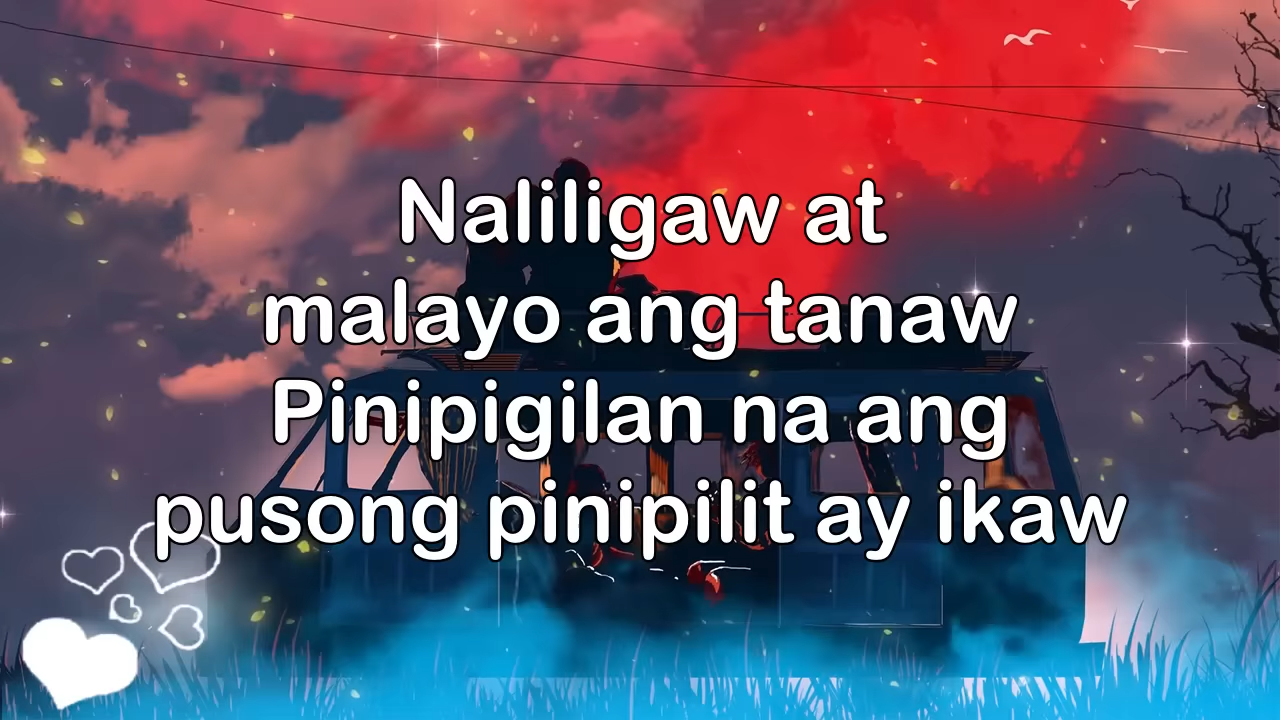 Naliligaw at
malayo ang tanaw
Pinipigilan na ang
pusong pinipilit ay ikaw